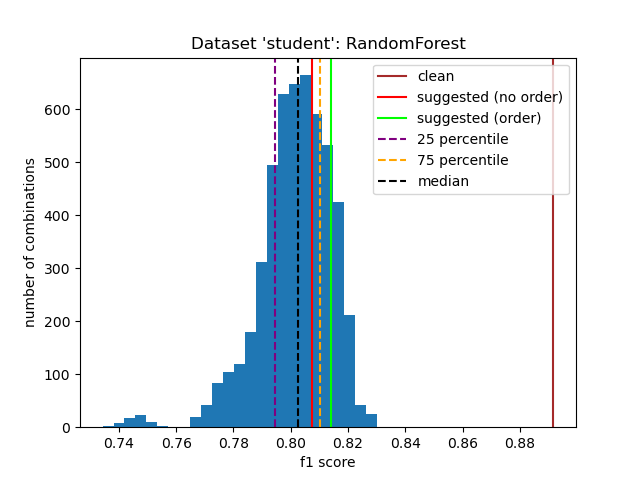 Dataset 'student': RandomForest
clean
suggested (no order)
suggested (order)
25 percentile
75 percentile
median
number of combinations
600
500
400
300
200
100
0
0.74 0.76 0.78 0.80 0.82 0.84 0.86 0.88
f1 score